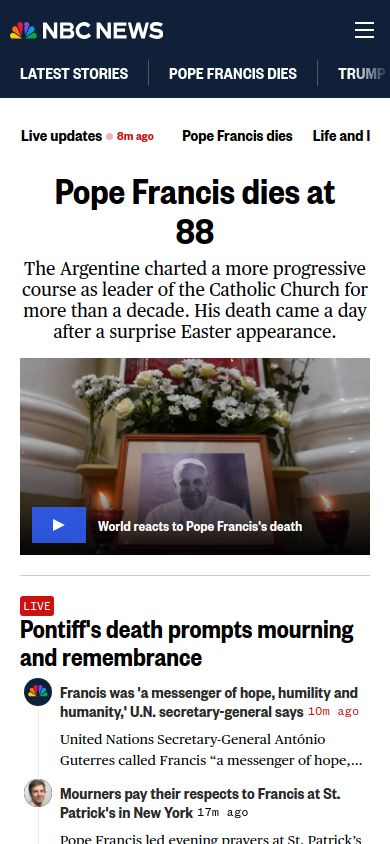 NBC NEWS
LATEST STORIES
POPE FRANCIS DIES
TRUMP
Live updates
8m ago
Pope Francis dies
Life and l
Pope Francis dies at
88
The Argentine charted a more progressive
course as leader of the Catholic Church for
more than a decade. His death came a day
after a surprise Easter appearance.
World reacts to Pope Francis's death
LIVE
Pontiff's death prompts mourning
and remembrance
Francis was 'a messenger of hope, humility and
humanity,' U.N. secretary-general says 10m ago
United Nations Secretary-General António
Guterres called Francis “a messenger of hope,...
Mourners pay their respects to Francis at St.
Patrick's in New York 17m ago
Pope Francis led evening prayers at St. Patrick’s